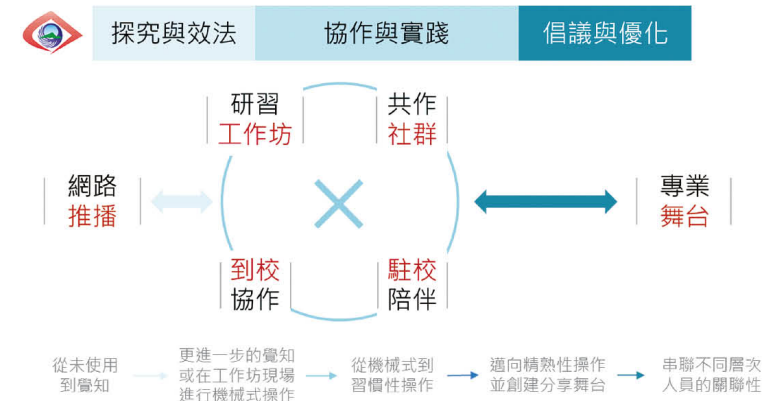 探究與效法
協作與實踐
倡議與優化
研習
工作坊
共作
社群
網路
推播
專業
舞台
到校
協作
駐校
陪伴
從未使用
到覺知
更進一步的覺知
或在工作坊現場
進行機械式操作
從機械式到
習慣性操作
邁向精熟性操作
並創建分享舞台
串聯不同層次
人員的關聯性